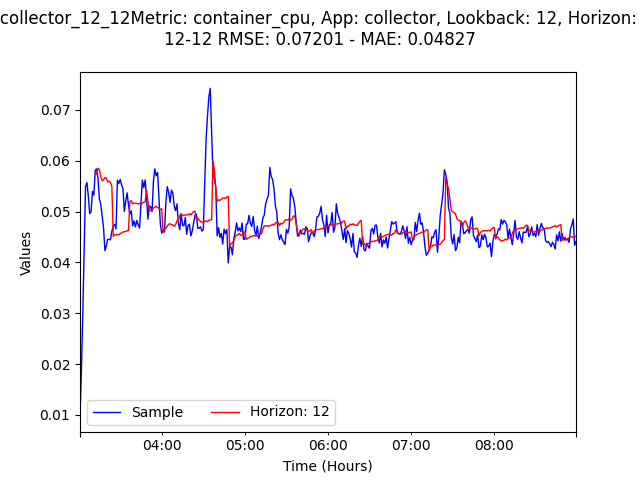 collector_12_12Metric: container_cpu, App: collector, Lookback: 12, Horizon:
12-12 RMSE: 0.07201 - MAE: 0.04827
0.07
0.06
0.05
0.04
0.03
0.02
0.01
Values
Sample
Horizon: 12
04:00
05:00
06:00
07:00
08:00
Time (Hours)